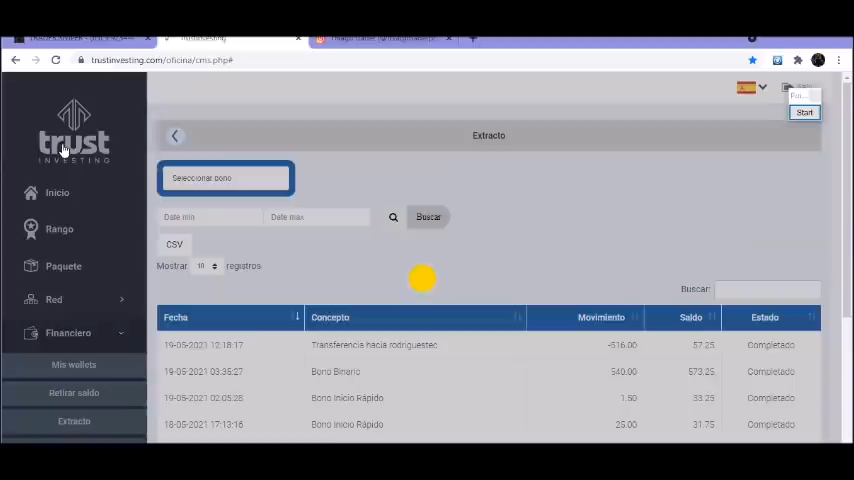 trustinvesting.com/oficina/cms.php#
Start
trust
INVESTING
Extracto
Seleccionar bono
Inicio
Date min
Date max
Buscar
Rango
CSV
Paquete
Mostrar 10 registros
Buscar:
Red
Fecha Concepto Movimiento Saldo Estado
Financiero
19-05-2021 12:18:17 Transferencia hacia rodriguestec -516.00 57.25 Completado
Mis wallets
19-05-2021 03:35:27 Bono Binario 540.00 573.25 Completado
Retirar saldo
19-05-2021 02:05:28 Bono Inicio Rápido 1.50 33.25 Completado
Extracto
18-05-2021 17:13:16 Bono Inicio Rápido 25.00 31.75 Completado